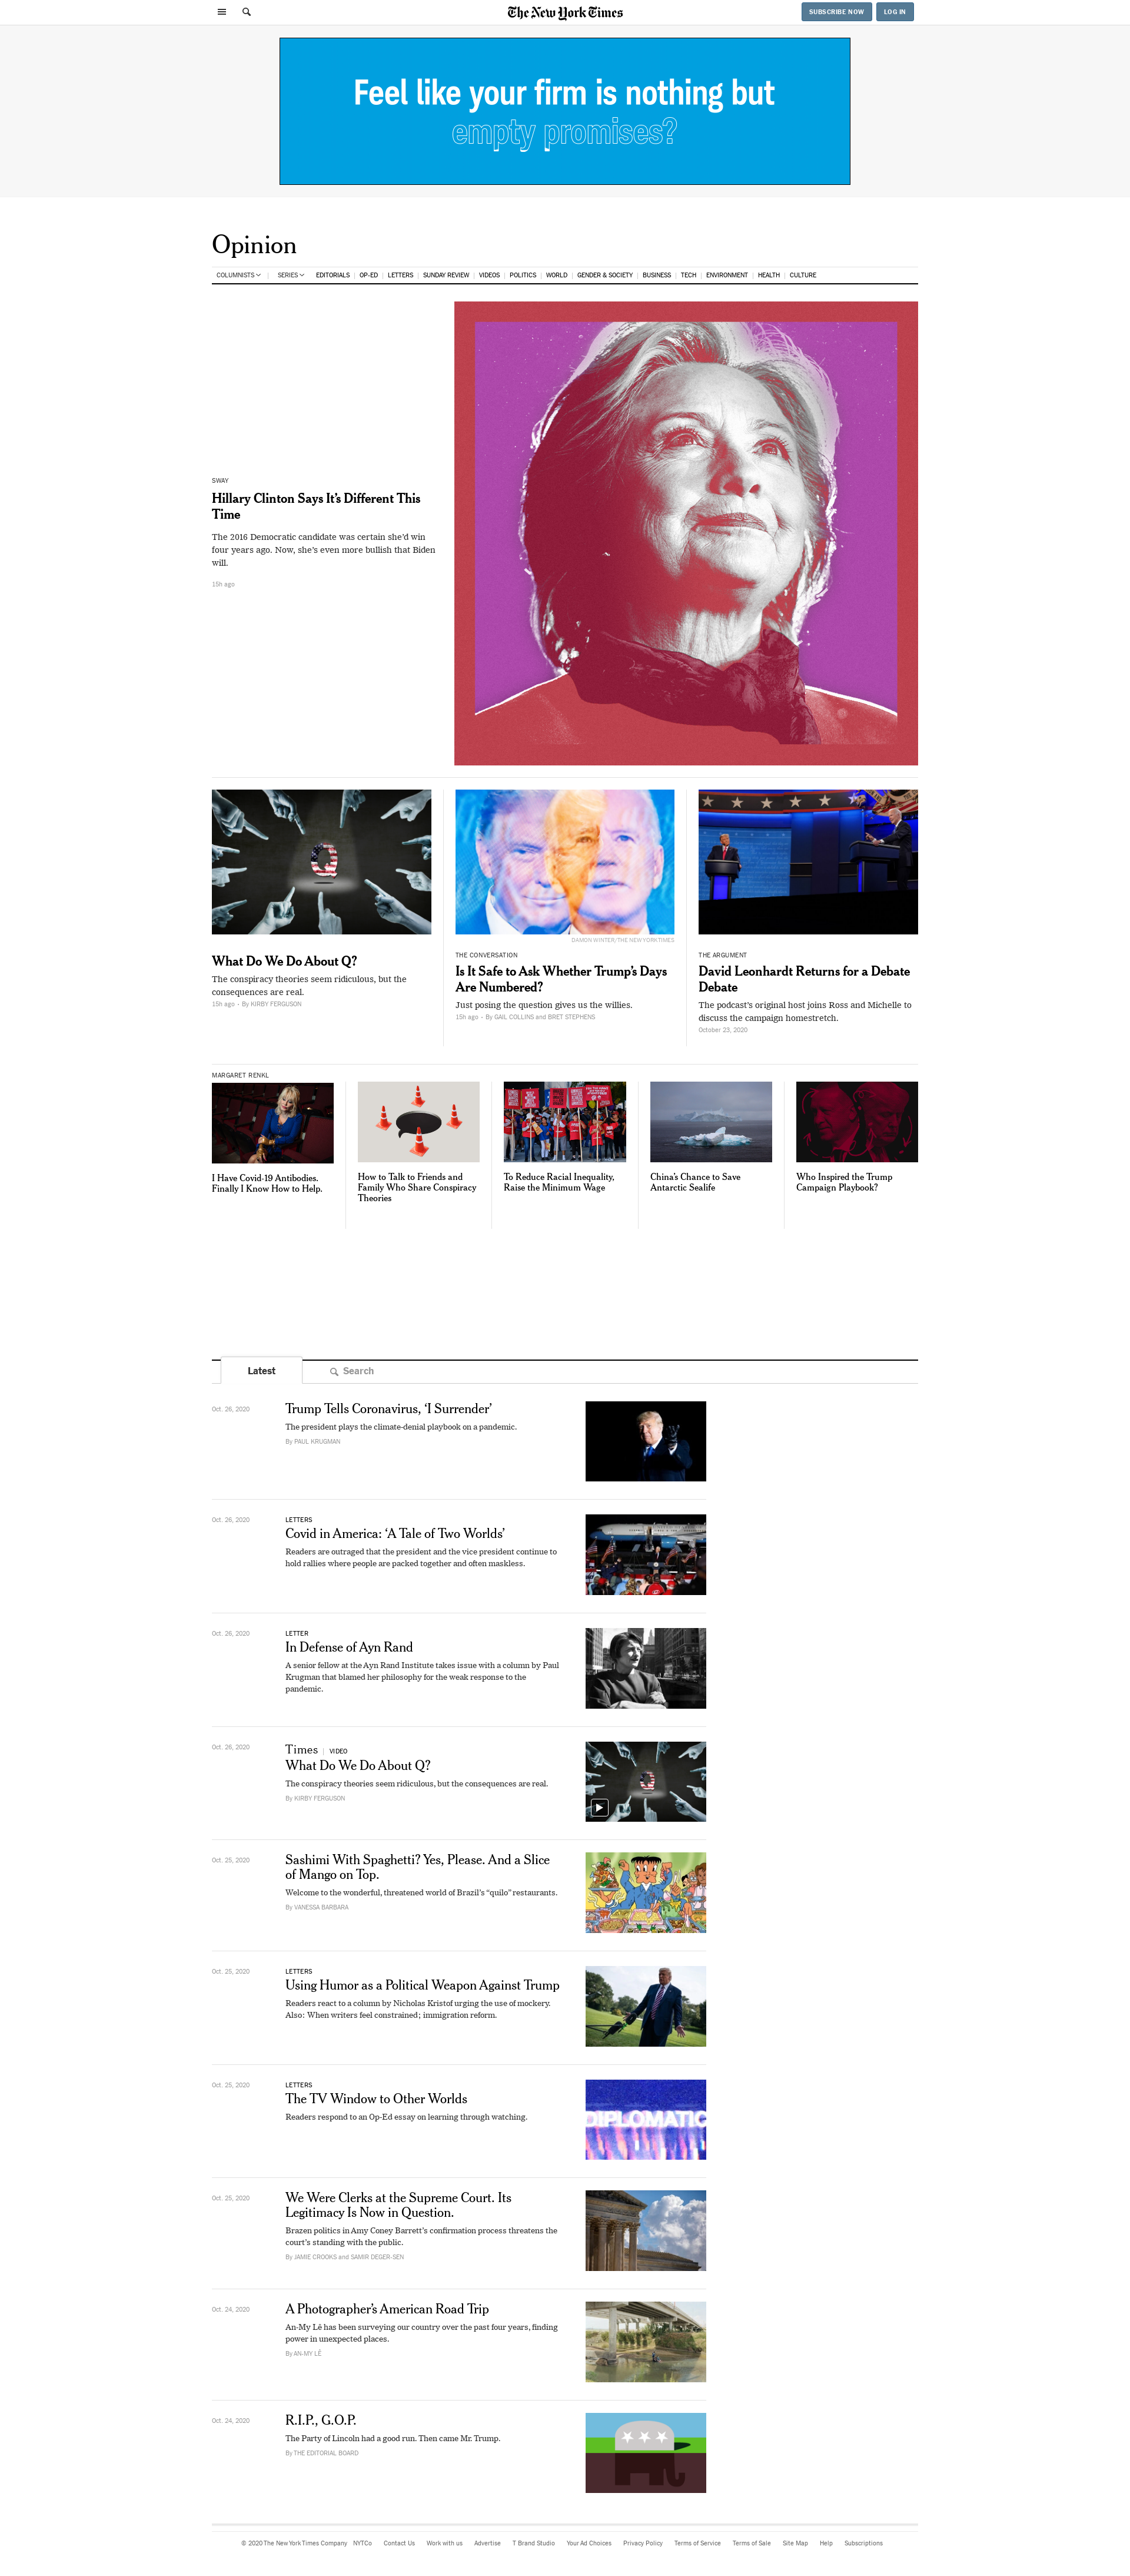 The New York Times
SUBSCRIBE NOW
LOG IN
Feel like your firm is nothing but
empty promises?
Opinion
COLUMNISTS | SERIES EDITORIALS | OP-ED | LETTERS | SUNDAY REVIEW | VIDEOS | POLITICS | WORLD | GENDER & SOCIETY | BUSINESS | TECH | ENVIRONMENT | HEALTH | CULTURE
SWAY
Hillary Clinton Says It's Different This
Time
The 2016 Democratic candidate was certain she'd win
four years ago. Now, she's even more bullish that Biden
will.
15h ago
Q
What Do We Do About Q?
The conspiracy theories seem ridiculous, but the
consequences are real.
15h ago - By KIRBY FERGUSON
DAMON WINTER/THE NEW YORK TIMES
THE CONVERSATION
Is It Safe to Ask Whether Trump's Days
Are Numbered?
Just posing the question gives us the willies.
15h ago - By GAIL COLLINS and BRET STEPHENS
THE ARGUMENT
David Leonhardt Returns for a Debate
Debate
The podcast's original host joins Ross and Michelle to
discuss the campaign homestretch.
October 23, 2020
MARGARET RENKL
I Have Covid-19 Antibodies.
Finally I Know How to Help.
How to Talk to Friends and
Family Who Share Conspiracy
Theories
To Reduce Racial Inequality,
Raise the Minimum Wage
China's Chance to Save
Antarctic Sealife
Who Inspired the Trump
Campaign Playbook?
Latest
Search
Oct. 26, 2020
Trump Tells Coronavirus, 'I Surrender'
The president plays the climate-denial playbook on a pandemic.
By PAUL KRUGMAN
Oct. 26, 2020
LETTERS
Covid in America: 'A Tale of Two Worlds'
Readers are outraged that the president and the vice president continue to
hold rallies where people are packed together and often maskless.
Oct. 26, 2020
LETTER
In Defense of Ayn Rand
A senior fellow at the Ayn Rand Institute takes issue with a column by Paul
Krugman that blamed her philosophy for the weak response to the
pandemic.
Oct. 26, 2020
Times | VIDEO
What Do We Do About Q?
The conspiracy theories seem ridiculous, but the consequences are real.
By KIRBY FERGUSON
Oct. 25, 2020
Sashimi With Spaghetti? Yes, Please. And a Slice
of Mango on Top.
Welcome to the wonderful, threatened world of Brazil's "quilo" restaurants.
By VANESSA BARBARA
Oct. 25, 2020
LETTERS
Using Humor as a Political Weapon Against Trump
Readers react to a column by Nicholas Kristof urging the use of mockery.
Also: When writers feel constrained; immigration reform.
Oct. 25, 2020
LETTERS
The TV Window to Other Worlds
Readers respond to an Op-Ed essay on learning through watching.
DIPLOMATIC
Oct. 25, 2020
We Were Clerks at the Supreme Court. Its
Legitimacy Is Now in Question.
Brazen politics in Amy Coney Barrett's confirmation process threatens the
court's standing with the public.
By JAMIE CROOKS and SAMIR DEGER-SEN
Oct. 24, 2020
A Photographer's American Road Trip
An-My Lê has been surveying our country over the past four years, finding
power in unexpected places.
By AN-MY LÊ
Oct. 24, 2020
R.I.P., G.O.P.
The Party of Lincoln had a good run. Then came Mr. Trump.
By THE EDITORIAL BOARD
© 2020 The New York Times Company NYTCo Contact Us Work with us Advertise T Brand Studio Your Ad Choices Privacy Policy Terms of Service Terms of Sale Site Map Help Subscriptions